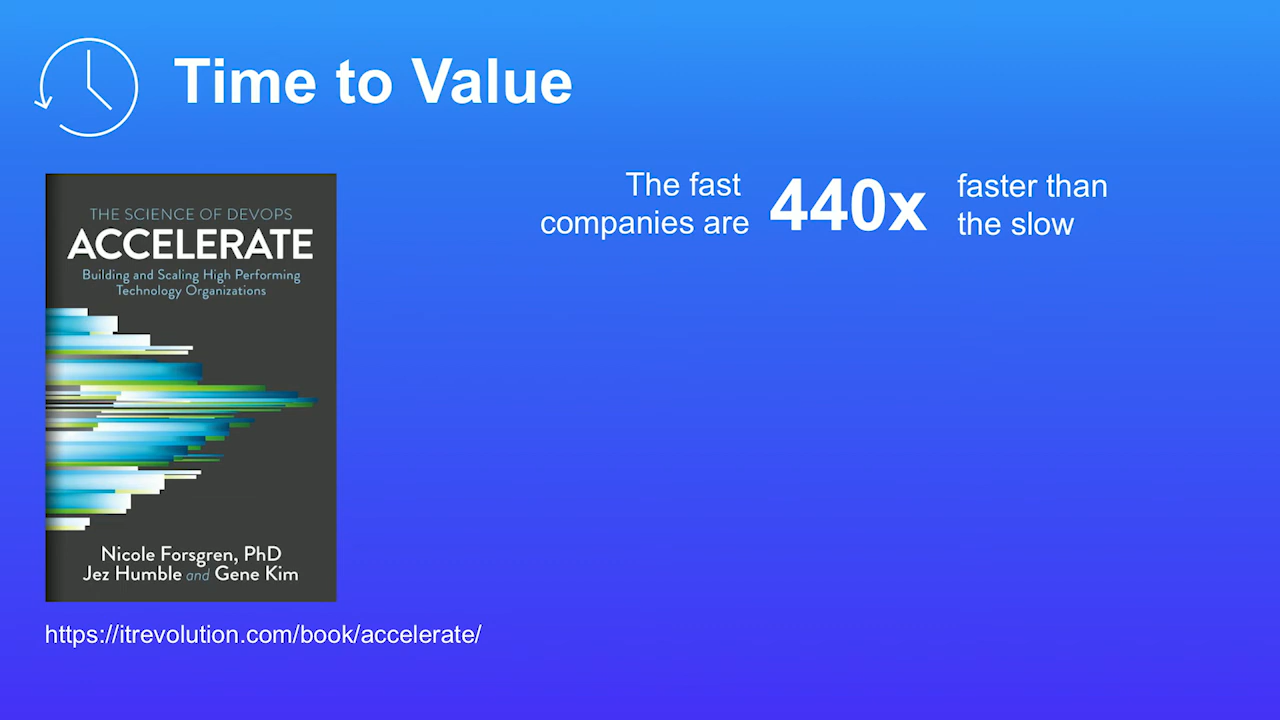 Time to Value
THE SCIENCE OF DEVOPS
ACCELERATE
Building and Scaling High Performing
Technology Organizations
Nicole Forsgren, PhD
Jez Humble and Gene Kim
https://itrevolution.com/book/accelerate/
The fast
companies are
440x
faster than
the slow